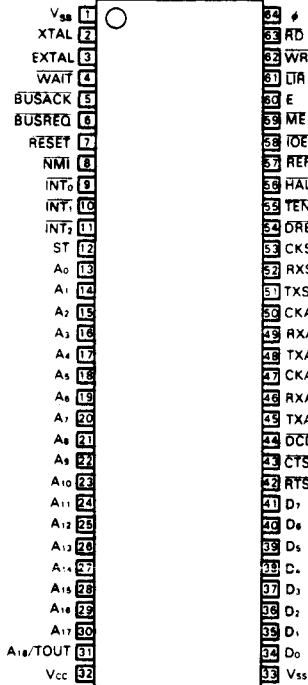 Vss 1 64 ϕ
XTAL 2 63 RD
EXTAL 3 62 WR
WAIT 4 61 LIR
BUSACK 5 60 E
BUSREQ 6 59 ME
RESET 7 58 IOE
NMI 8 57 REF
INT₀ 9 56 HAL
INT₁ 10 55 TEN
INT₂ 11 54 DRE
ST 12 53 CKS
A₀ 13 52 RXS
A₁ 14 51 TXS
A₂ 15 50 CKA
A₃ 16 49 RXA
A₄ 17 48 TXA
A₅ 18 47 CKA
A₆ 19 46 RXA
A₇ 20 45 TXA
A₈ 21 44 DCD
A₉ 22 43 CTS
A₁₀ 23 42 RTS
A₁₁ 24 41 D₇
A₁₂ 25 40 D₆
A₁₃ 26 39 D₅
A₁₄ 27 38 D₄
A₁₅ 28 37 D₃
A₁₆ 29 36 D₂
A₁₇ 30 35 D₁
A₁₈/TOUT 31 34 D₀
Vcc 32 33 Vss